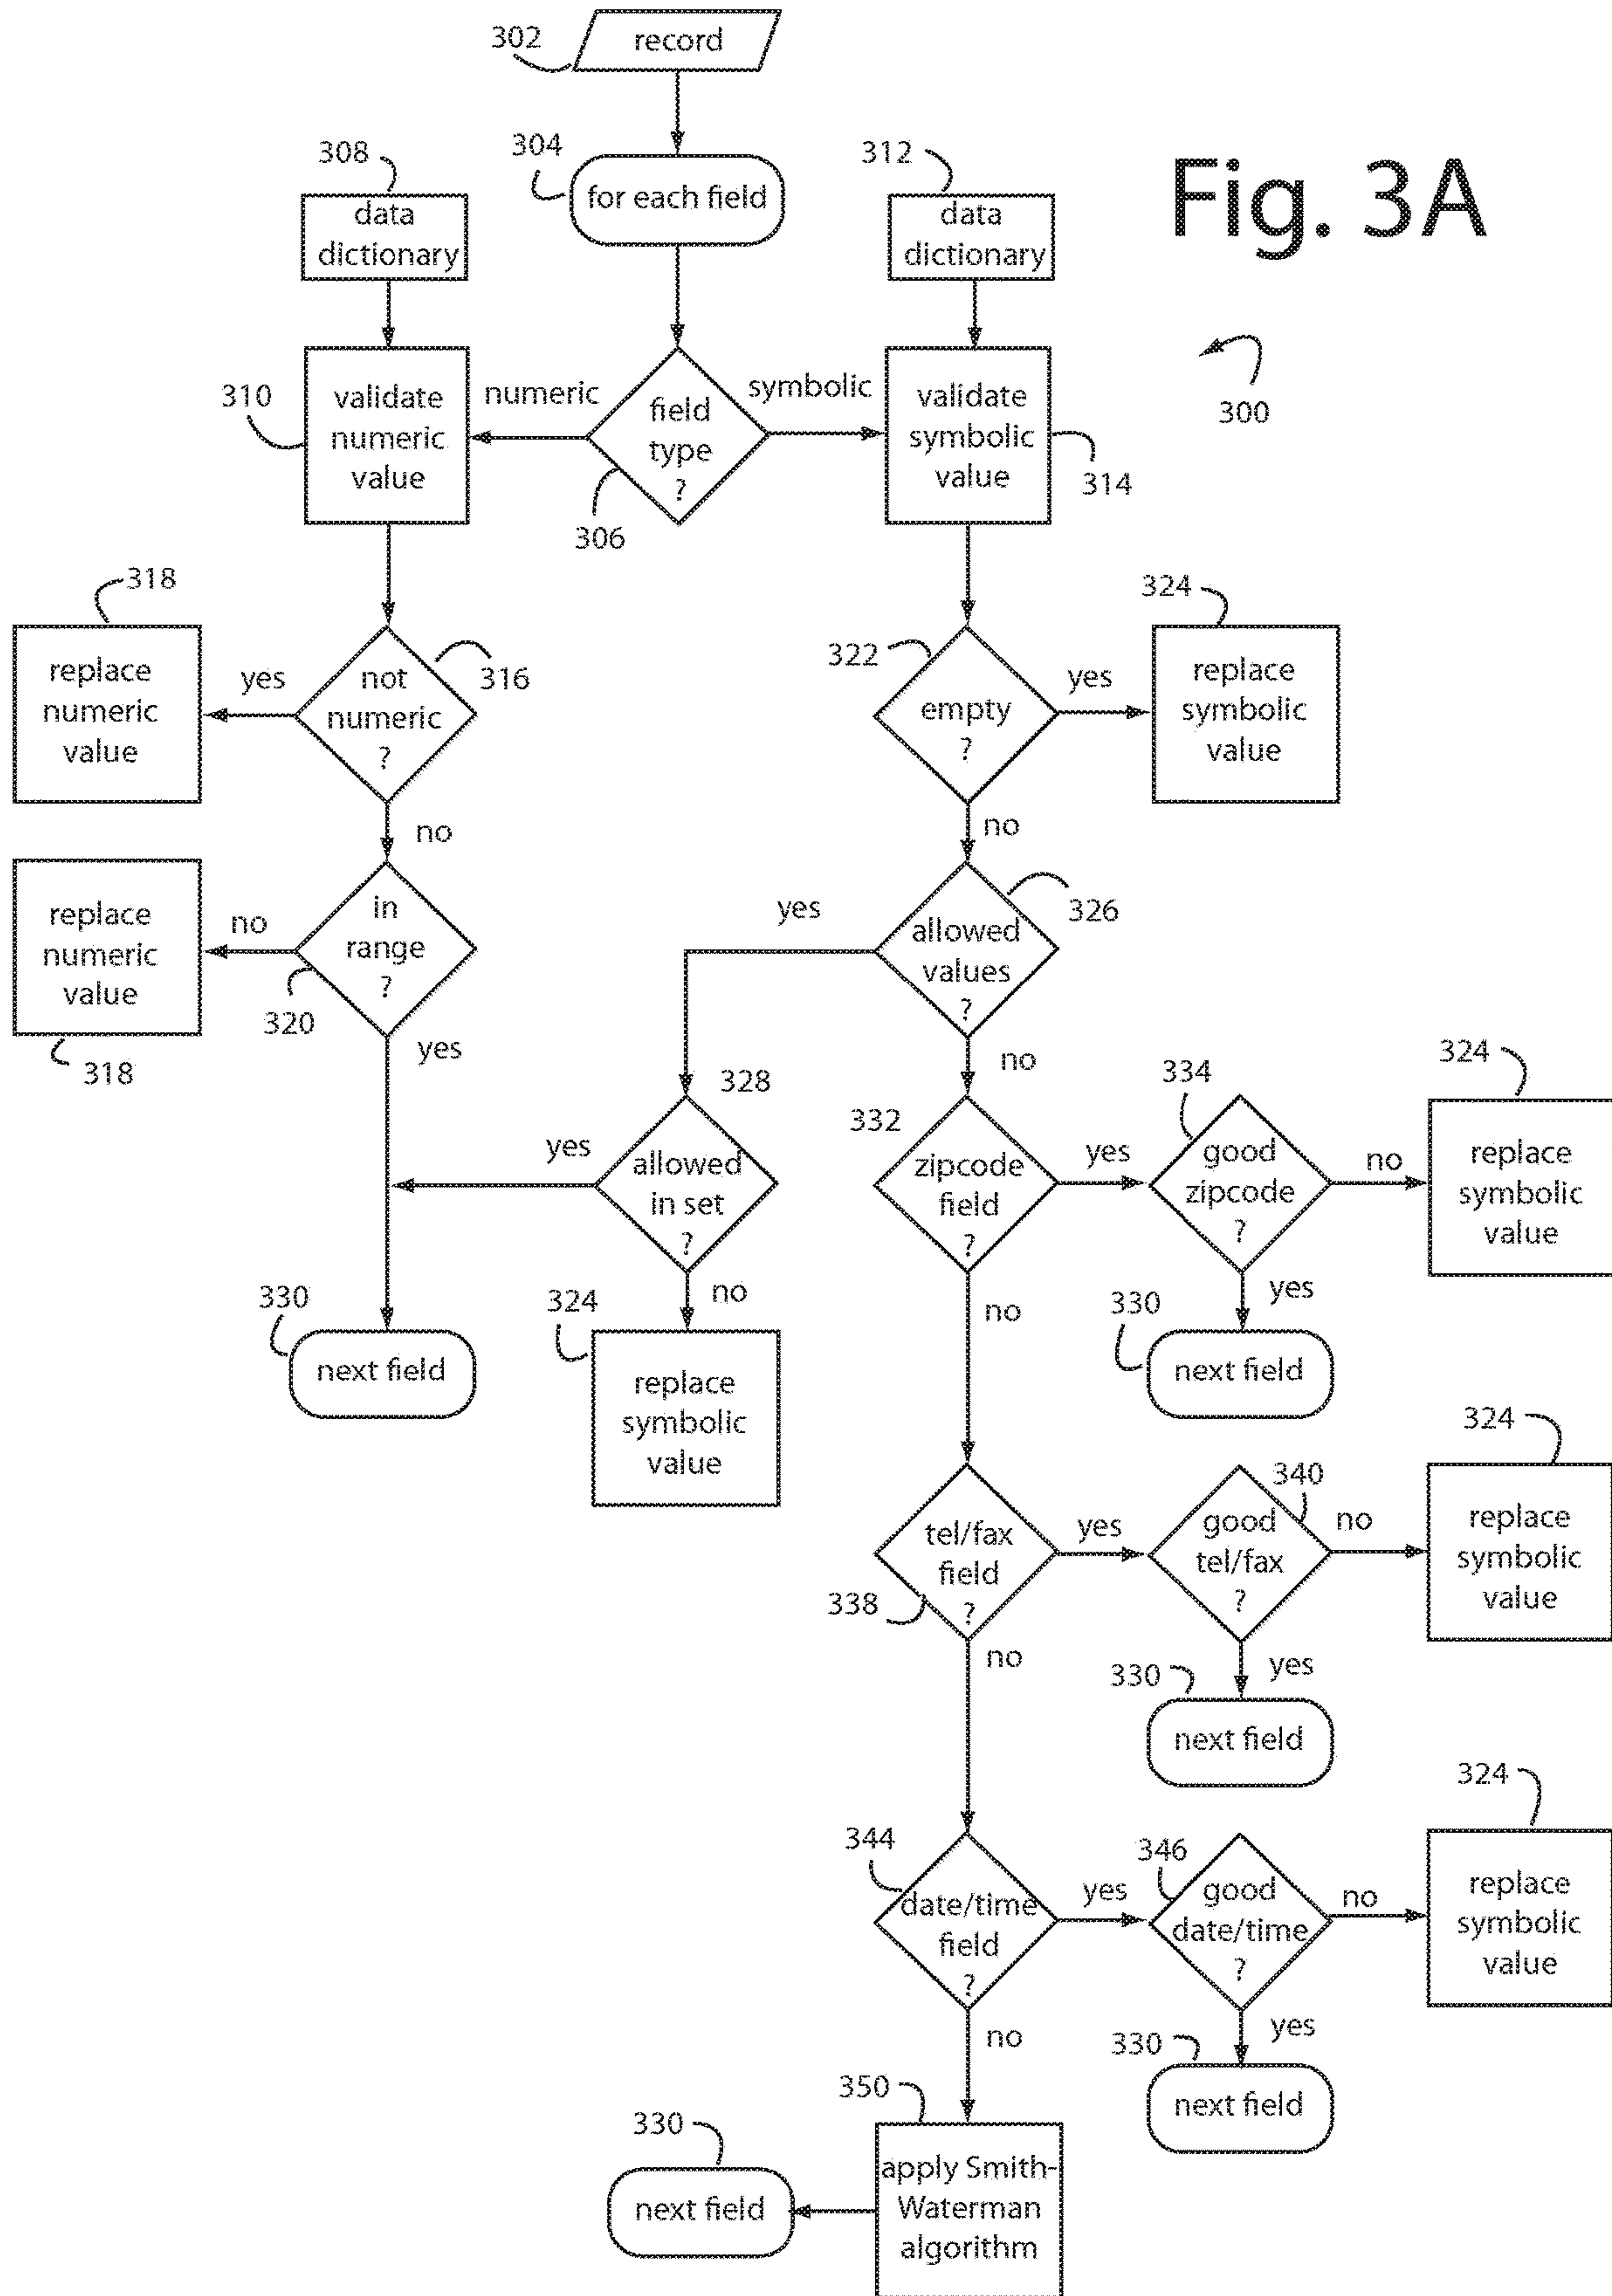 302
record
304
for each field
308
data
dictionary
312
data
dictionary
Fig. 3A
300
310
validate
numeric
value
numeric
field
type
?
306
symbolic
validate
symbolic
value
314
318
replace
numeric
value
yes
not
numeric
?
316
322
empty
?
yes
324
replace
symbolic
value
no
no
replace
numeric
value
318
no
in
range
?
320
yes
yes
allowed
values
?
326
no
328
allowed
in set
?
yes
no
330
next field
324
replace
symbolic
value
332
zipcode
field
?
yes
334
good
zipcode
?
no
324
replace
symbolic
value
no
yes
330
next field
338
tel/fax
field
?
yes
340
good
tel/fax
?
no
324
replace
symbolic
value
no
yes
330
next field
344
date/time
field
?
yes
346
good
date/time
?
no
324
replace
symbolic
value
no
yes
330
next field
350
apply Smith-
Waterman
algorithm
330
next field